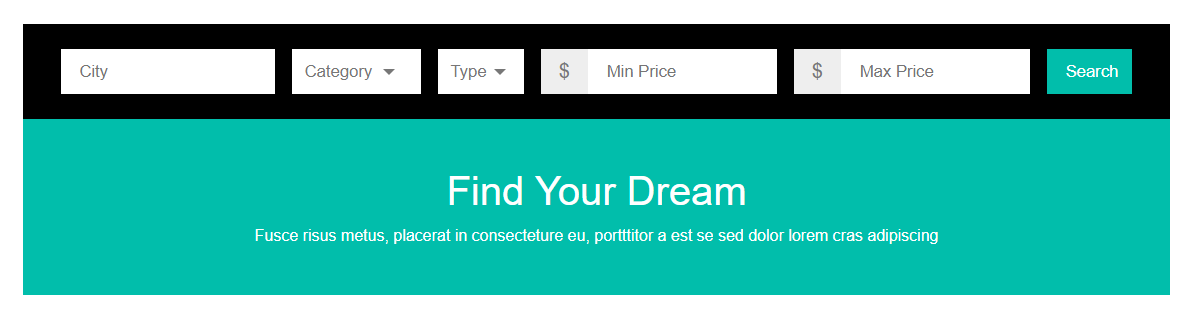 City Category Type $ Min Price $ Max Price Search
Find Your Dream
Fusce risus metus, placerat in consecteture eu, portttitor a est se sed dolor lorem cras adipiscing